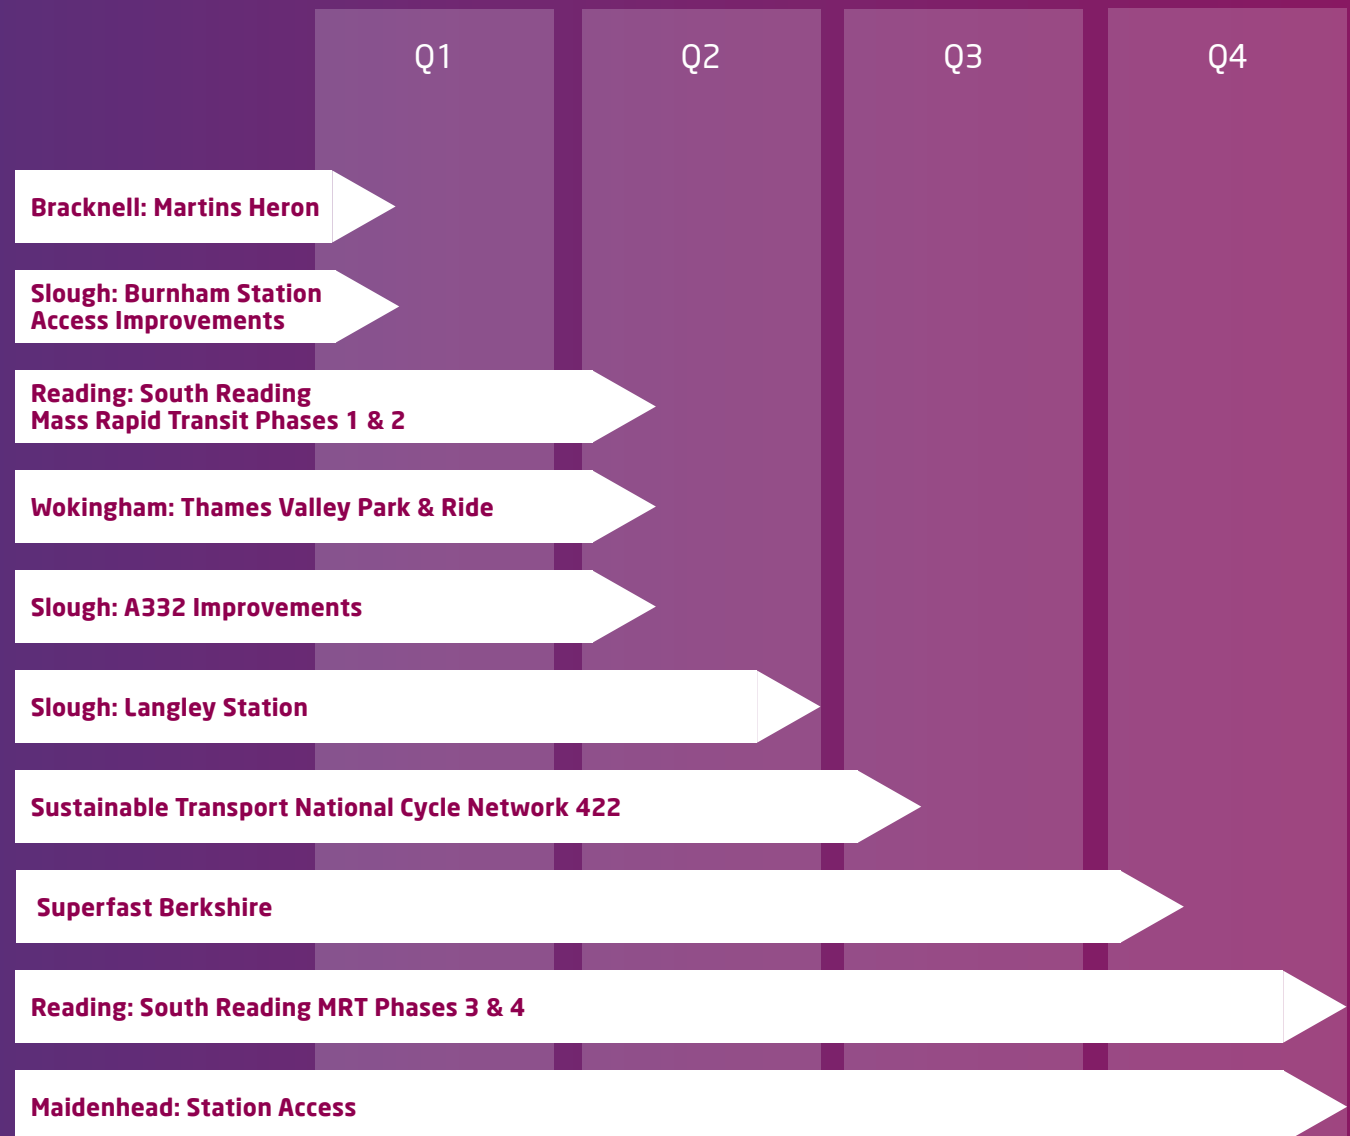 Q1 Q2 Q3 Q4
Bracknell: Martins Heron
Slough: Burnham Station
Access Improvements
Reading: South Reading
Mass Rapid Transit Phases 1 & 2
Wokingham: Thames Valley Park & Ride
Slough: A332 Improvements
Slough: Langley Station
Sustainable Transport National Cycle Network 422
Superfast Berkshire
Reading: South Reading MRT Phases 3 & 4
Maidenhead: Station Access